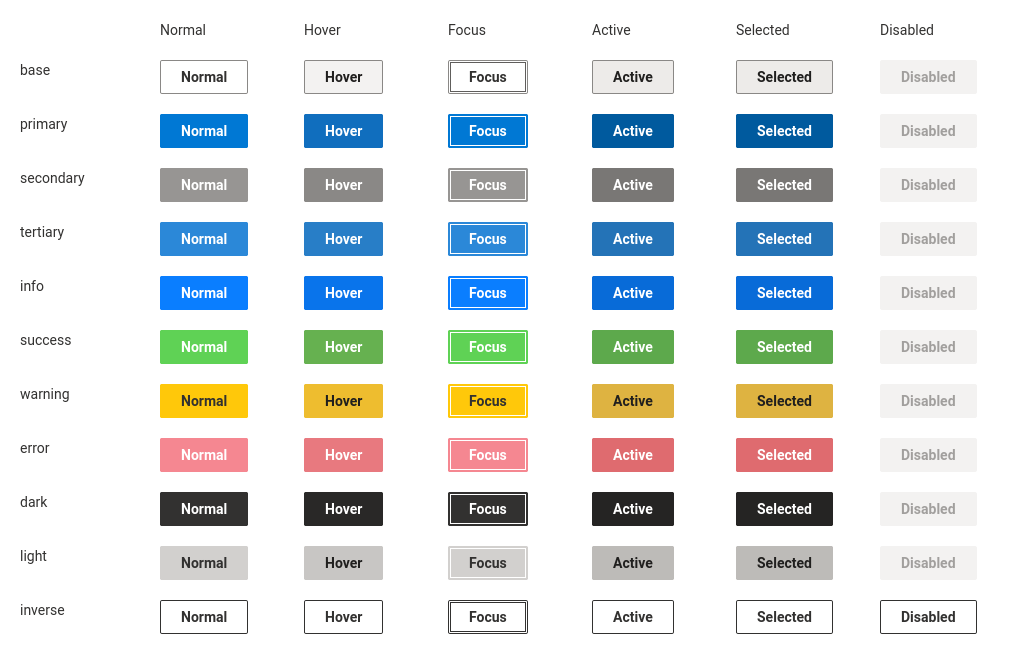 Normal Hover Focus Active Selected Disabled
base Normal Hover Focus Active Selected Disabled
primary Normal Hover Focus Active Selected Disabled
secondary Normal Hover Focus Active Selected Disabled
tertiary Normal Hover Focus Active Selected Disabled
info Normal Hover Focus Active Selected Disabled
success Normal Hover Focus Active Selected Disabled
warning Normal Hover Focus Active Selected Disabled
error Normal Hover Focus Active Selected Disabled
dark Normal Hover Focus Active Selected Disabled
light Normal Hover Focus Active Selected Disabled
inverse Normal Hover Focus Active Selected Disabled